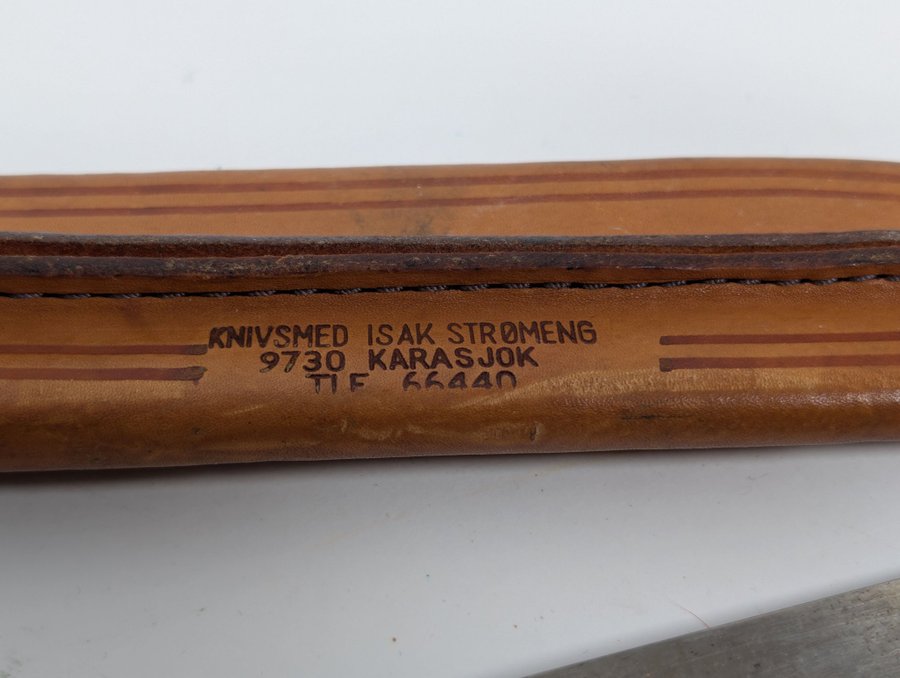 KNIVSMED ISAK STRØMENG
9730 KARASJOK
TLF 66440